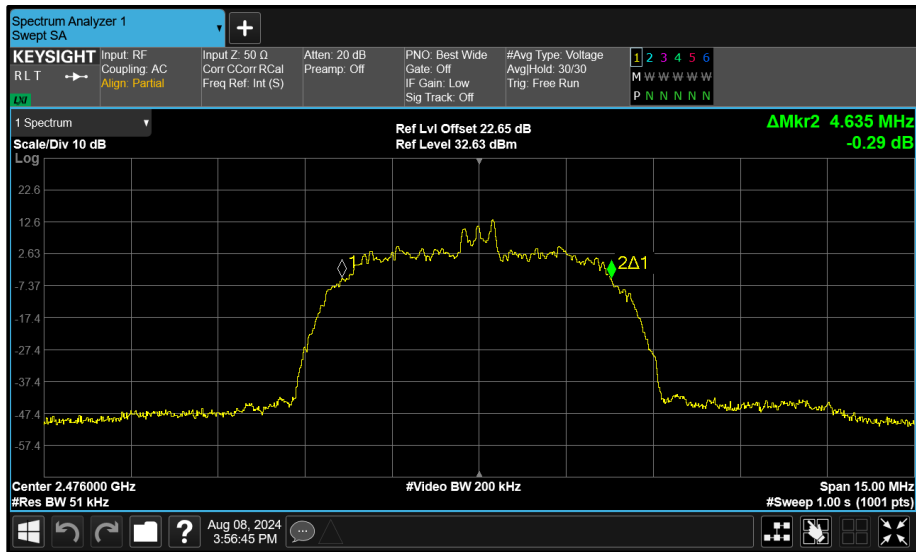 Spectrum Analyzer 1
Swept SA
+
KEYSIGHT
R L T
LXI
Input: RF
Coupling: AC
Align: Partial
Input Z: 50 Ω
Corr CCorr RCal
Freq Ref: Int (S)
Atten: 20 dB
Preamp: Off
PNO: Best Wide
Gate: Off
IF Gain: Low
Sig Track: Off
#Avg Type: Voltage
Avg|Hold: 30/30
Trig: Free Run
1 2 3 4 5 6
M W W W W W
P N N N N N
1 Spectrum
Scale/Div 10 dB
Ref Lvl Offset 22.65 dB
Ref Level 32.63 dBm
ΔMkr2 4.635 MHz
-0.29 dB
Log
22.6
12.6
2.63
-7.37
-17.4
-27.4
-37.4
-47.4
-57.4
1
2Δ1
Center 2.476000 GHz
#Video BW 200 kHz
Span 15.00 MHz
#Res BW 51 kHz
#Sweep 1.00 s (1001 pts)
?
Aug 08, 2024
3:56:45 PM